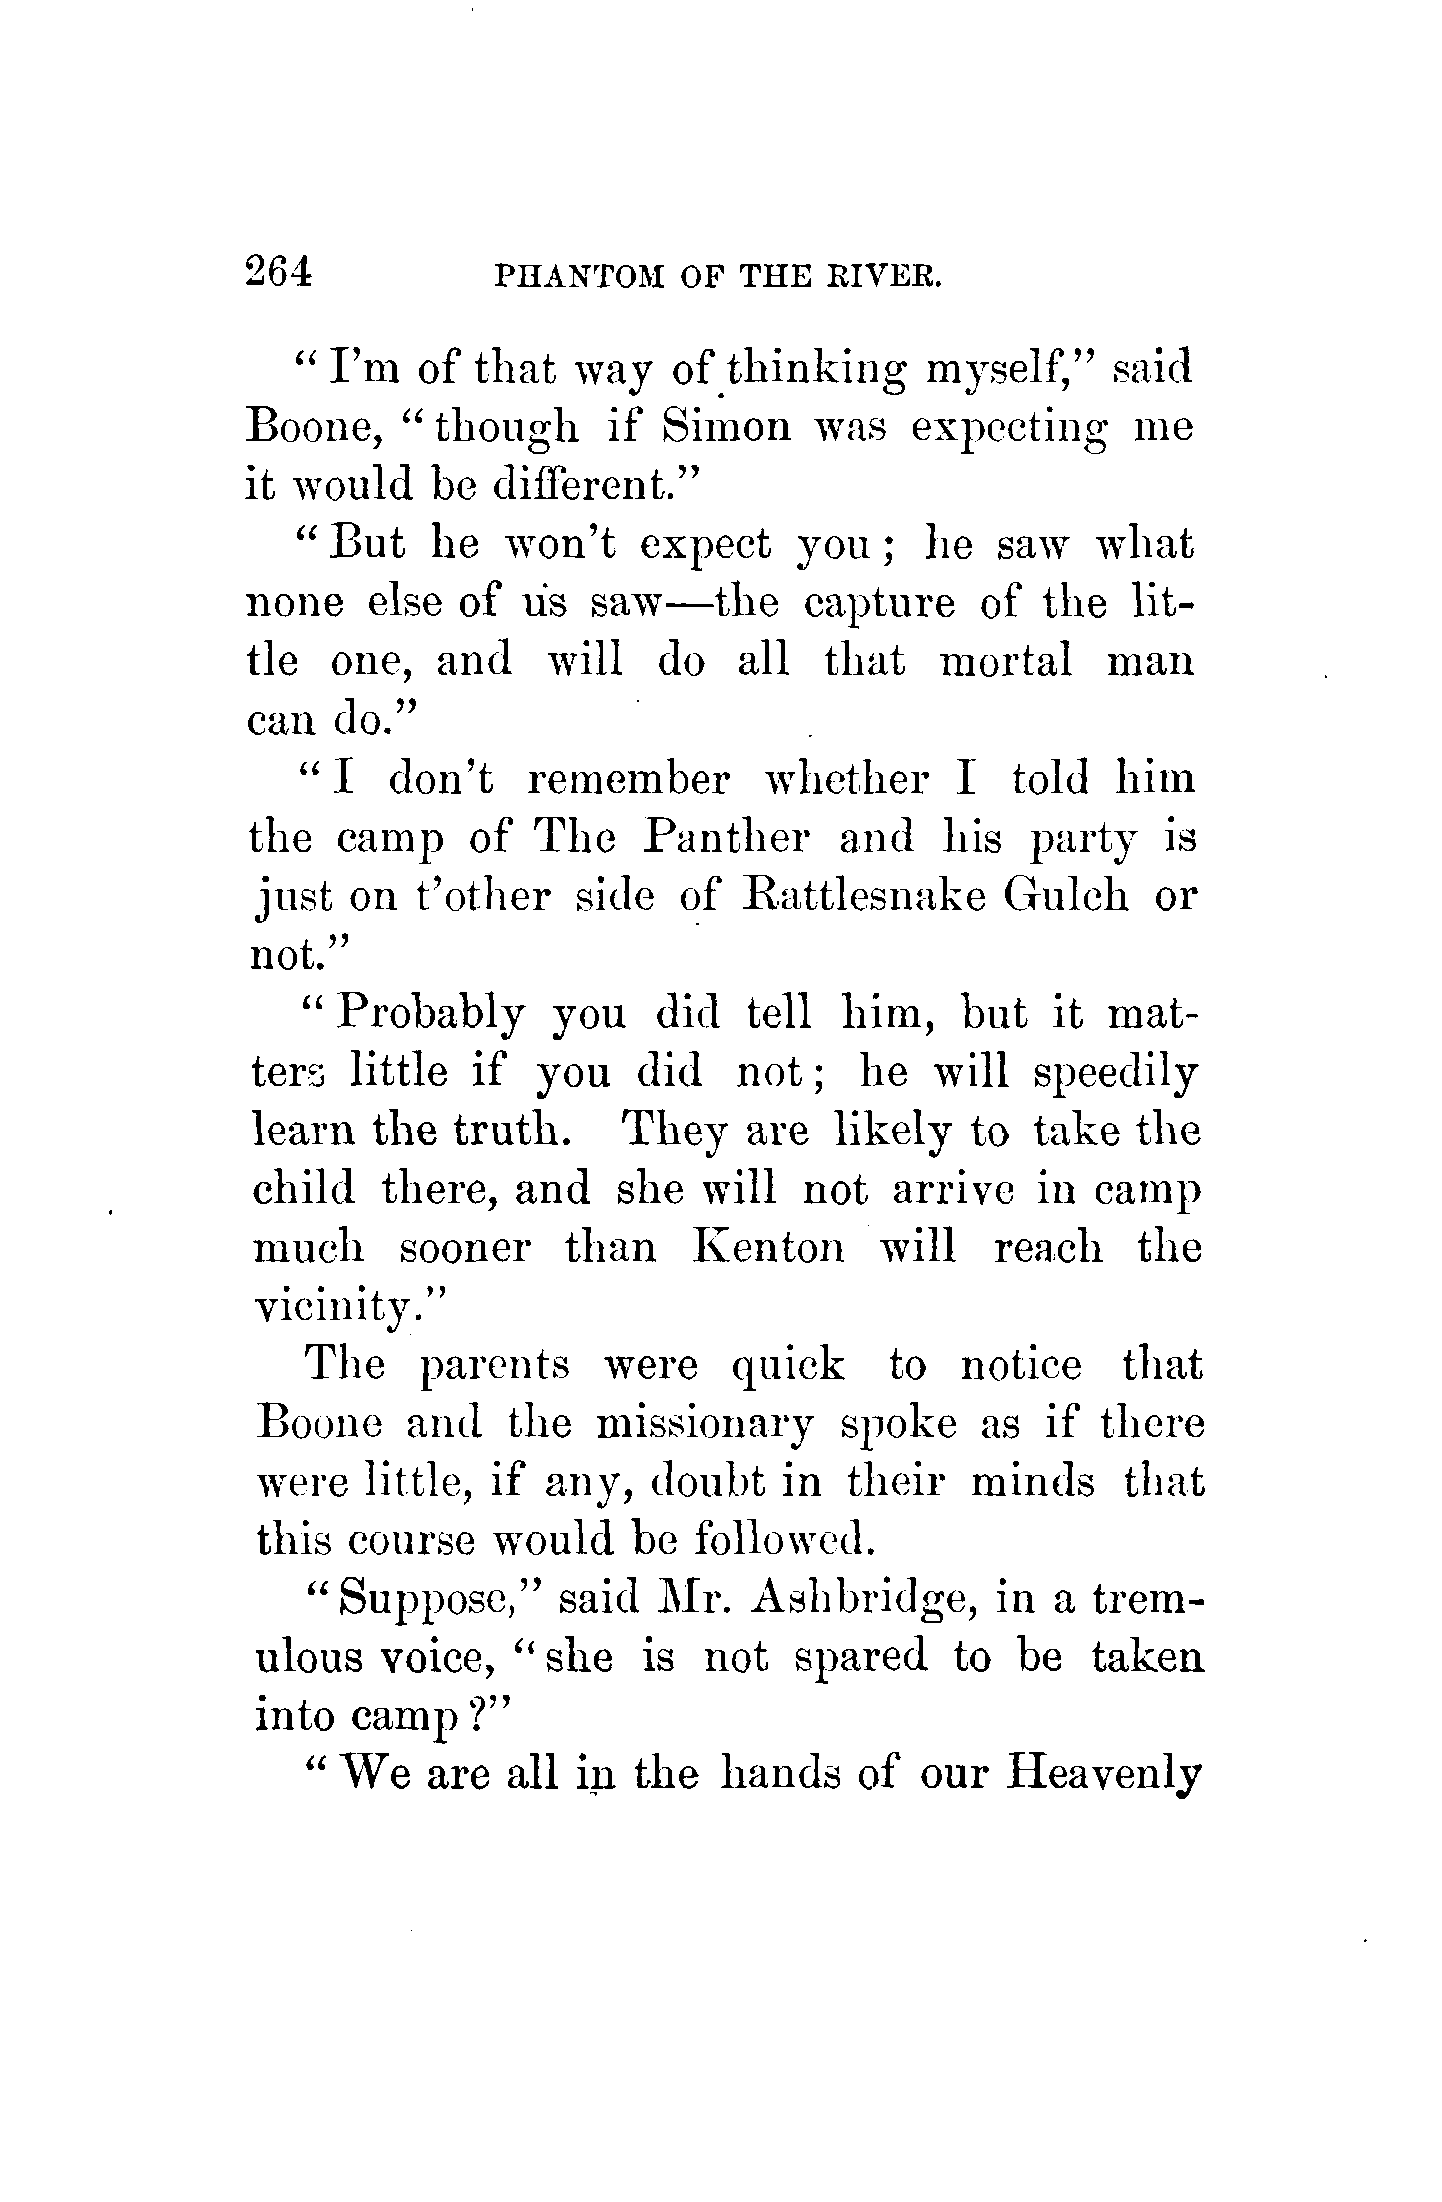 264 PHANTOM OF THE RIVER.
“ I’m of that way of thinking myself,” said
Boone, “ though if Simon was expecting me
it would be different.”
“ But he won’t expect you ; he saw what
none else of us saw—the capture of the lit-
tle one, and will do all that mortal man
can do.”
“ I don’t remember whether I told him
the camp of The Panther and his party is
just on t’other side of Rattlesnake Gulch or
not.”
“ Probably you did tell him, but it mat-
ters little if you did not ; he will speedily
learn the truth. They are likely to take the
child there, and she will not arrive in camp
much sooner than Kenton will reach the
vicinity.”
The parents were quick to notice that
Boone and the missionary spoke as if there
were little, if any, doubt in their minds that
this course would be followed.
“ Suppose,” said Mr. Ashbridge, in a trem-
ulous voice, “ she is not spared to be taken
into camp ?”
“ We are all in the hands of our Heavenly